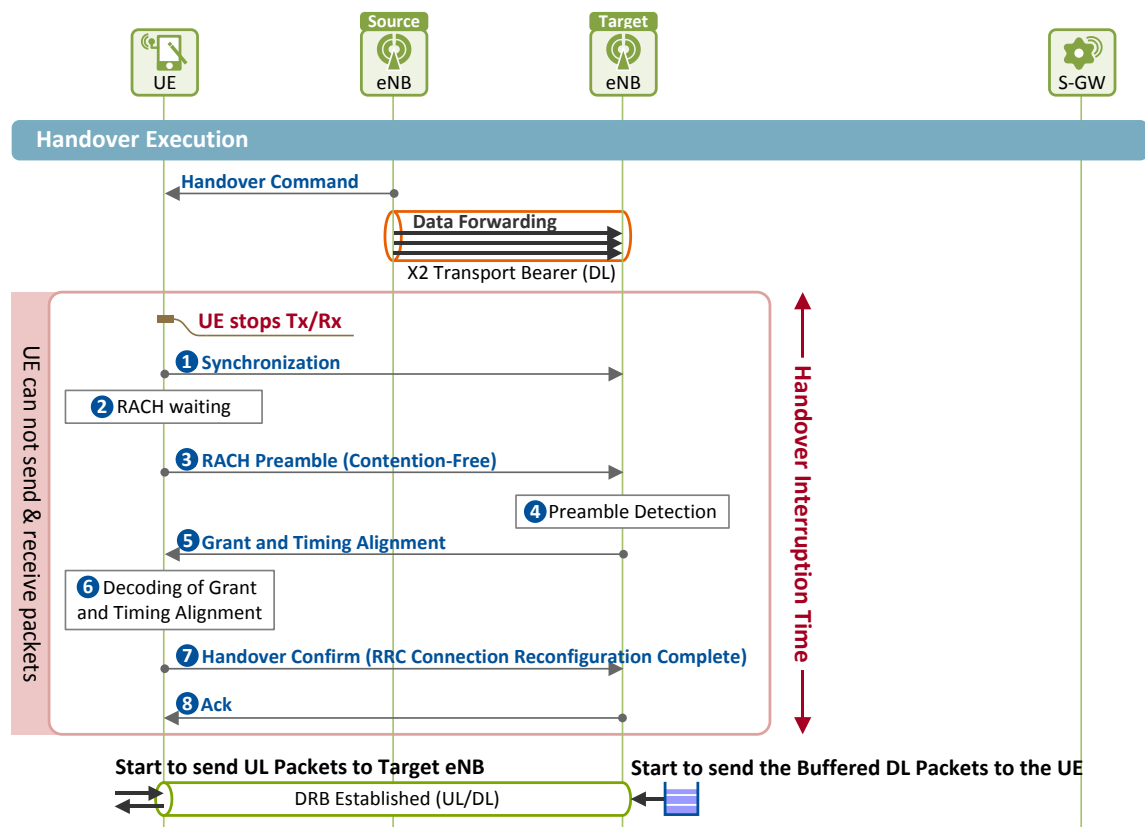 Source
Target
UE
eNB
eNB
S-GW
Handover Execution
Handover Command
Data Forwarding
X2 Transport Bearer (DL)
UE can not send & receive packets
UE stops Tx/Rx
1 Synchronization
2 RACH waiting
3 RACH Preamble (Contention-Free)
4 Preamble Detection
5 Grant and Timing Alignment
6 Decoding of Grant
and Timing Alignment
7 Handover Confirm (RRC Connection Reconfiguration Complete)
8 Ack
Handover Interruption Time
Start to send UL Packets to Target eNB
Start to send the Buffered DL Packets to the UE
DRB Established (UL/DL)